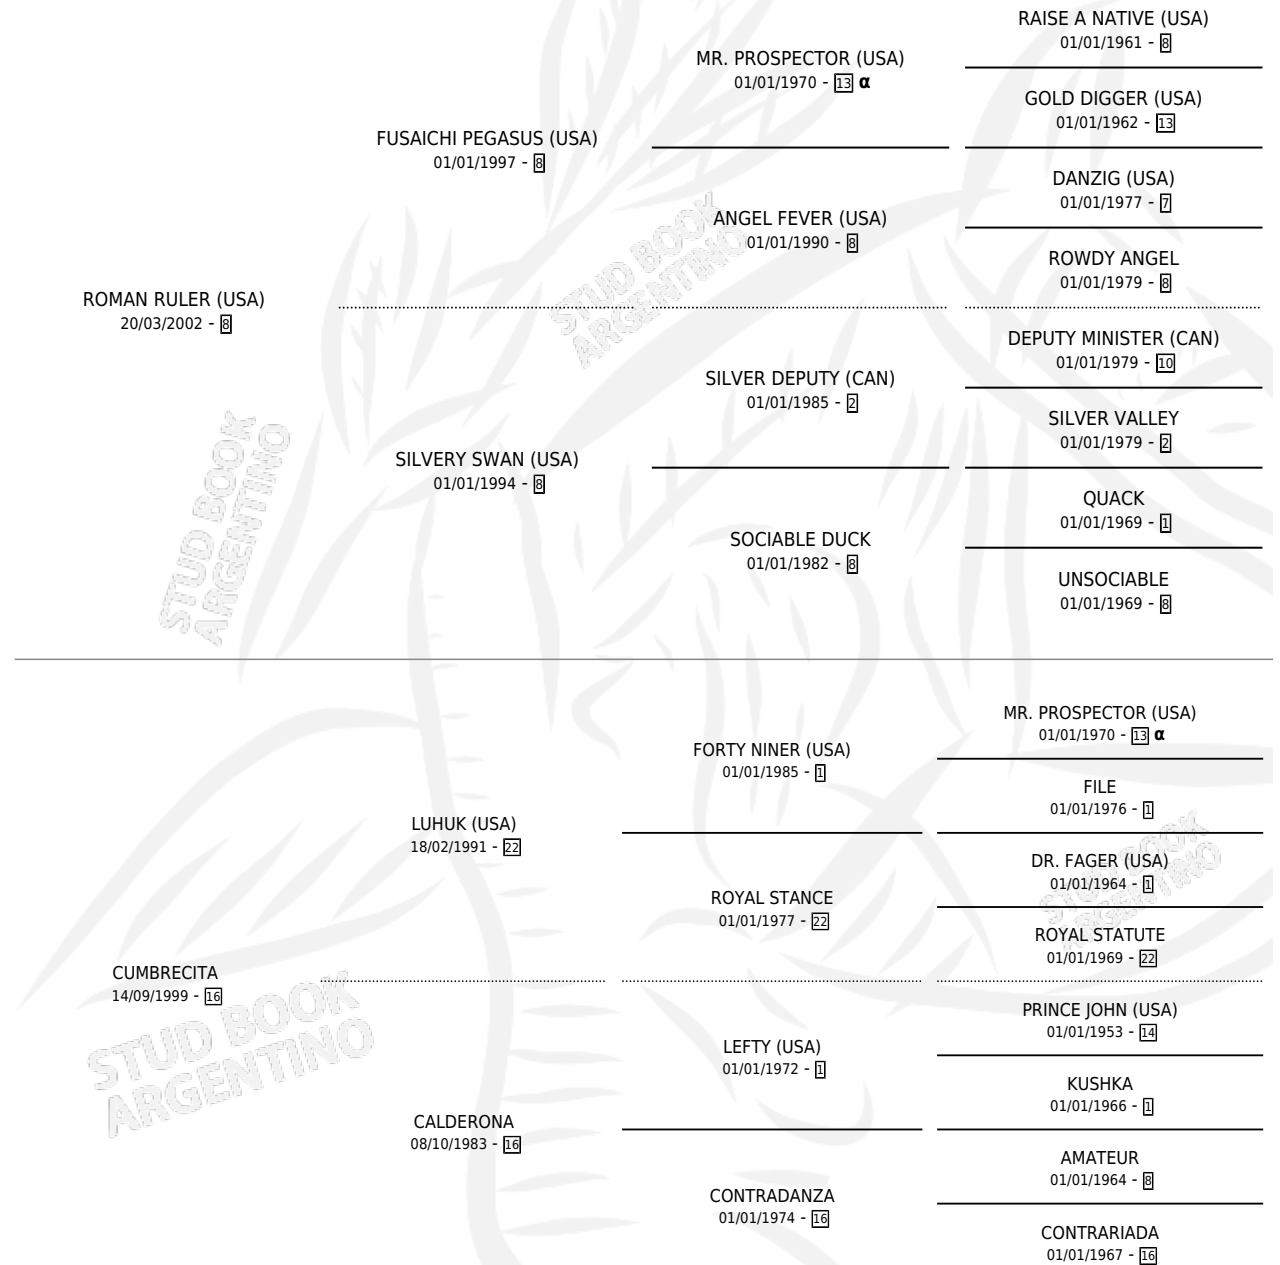 RAISE A NATIVE (USA)
01/01/1961 - 8
MR. PROSPECTOR (USA)
01/01/1970 - 13 α
GOLD DIGGER (USA)
01/01/1962 - 13
FUSAICHI PEGASUS (USA)
01/01/1997 - 8
DANZIG (USA)
01/01/1977 - 7
ANGEL FEVER (USA)
01/01/1990 - 8
ROWDY ANGEL
01/01/1979 - 8
STUD BOOK
ARGENTINO
ROMAN RULER (USA)
20/03/2002 - 8
DEPUTY MINISTER (CAN)
01/01/1979 - 10
SILVER DEPUTY (CAN)
01/01/1985 - 2
SILVER VALLEY
01/01/1979 - 2
SILVERY SWAN (USA)
01/01/1994 - 8
QUACK
01/01/1969 - 1
SOCIABLE DUCK
01/01/1982 - 8
UNSOCIABLE
01/01/1969 - 8
STUD BOOK
ARGENTINO
MR. PROSPECTOR (USA)
01/01/1970 - 13 α
FORTY NINER (USA)
01/01/1985 - 1
FILE
01/01/1976 - 1
LUHUK (USA)
18/02/1991 - 22
DR. FAGER (USA)
01/01/1964 - 1
ROYAL STANCE
01/01/1977 - 22
ROYAL STATUTE
01/01/1969 - 22
STUD BOOK
ARGENTINO
CUMBRECITA
14/09/1999 - 16
PRINCE JOHN (USA)
01/01/1953 - 14
LEFTY (USA)
01/01/1972 - 1
KUSHKA
01/01/1966 - 1
CALDERONA
08/10/1983 - 16
AMATEUR
01/01/1964 - 8
CONTRADANZA
01/01/1974 - 16
CONTRARIADA
01/01/1967 - 16
STUD BOOK
ARGENTINO